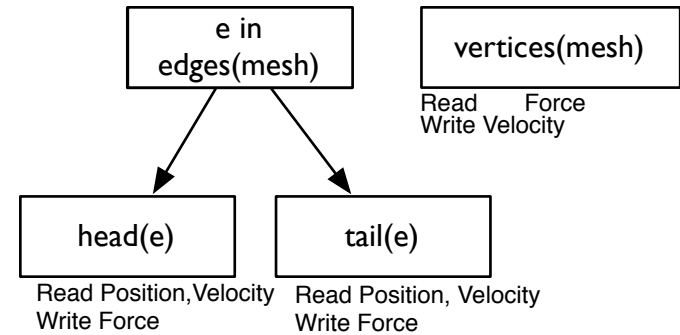 e in
edges(mesh)
vertices(mesh)
Read Force
Write Velocity
head(e)
tail(e)
Read Position,Velocity
Write Force
Read Position, Velocity
Write Force